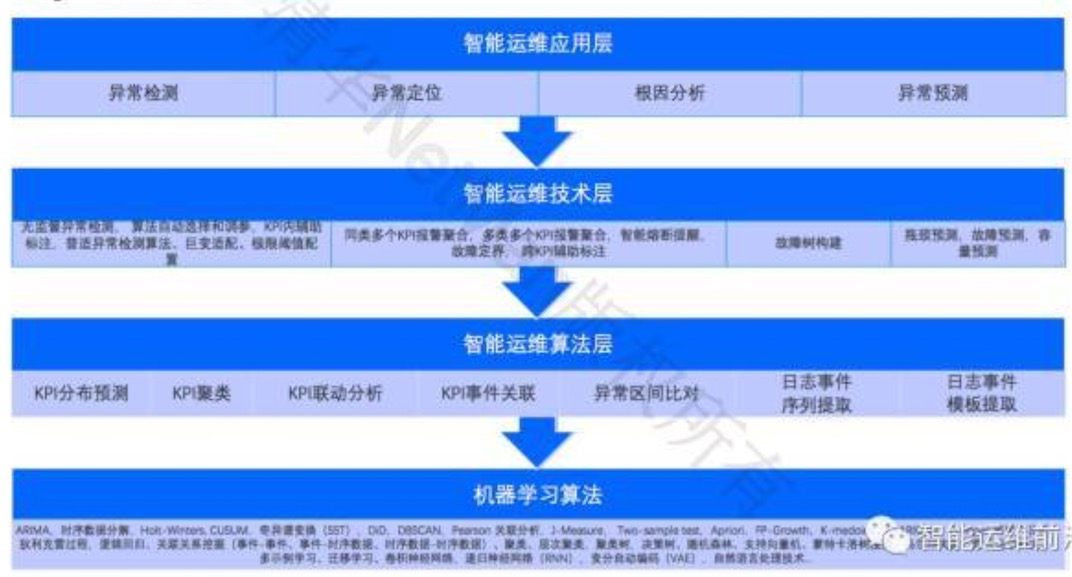 智能运维应用层
异常检测 异常定位 根因分析 异常预测
智能运维技术层
无监督异常检测、算法自动选择和调参、KPI内辅助
标注、普适异常检测算法、巨变适配、极限阈值配
置
同类多个KPI报警聚合，多类多个KPI报警聚合，智能熔断提醒，
故障定界，跨KPI辅助标注
故障树构建
瓶颈预测，故障预测，容
量预测
智能运维算法层
KPI分布预测 KPI聚类 KPI联动分析 KPI事件关联 异常区间比对
日志事件
序列提取
日志事件
模板提取
机器学习算法
ARIMA、时序数据分解、Holt-Winters, CUSUM、奇异谱变换（SST）、DiD、DBSCAN、Pearson 关联分析、J-Measure、Two-sample test、Apriori、FP-Growth、K-medoi
狄利克雷过程、逻辑回归、关联关系挖掘（事件-事件、事件-时序数据、时序数据-时序数据）、聚类、层次聚类、聚类树、决策树、随机森林、支持向量机、蒙特卡洛树
多示例学习、迁移学习、卷积神经网络、递归神经网络（RNN）、变分自动编码（VAE）、自然语言处理技术...
智能运维前
版权所有